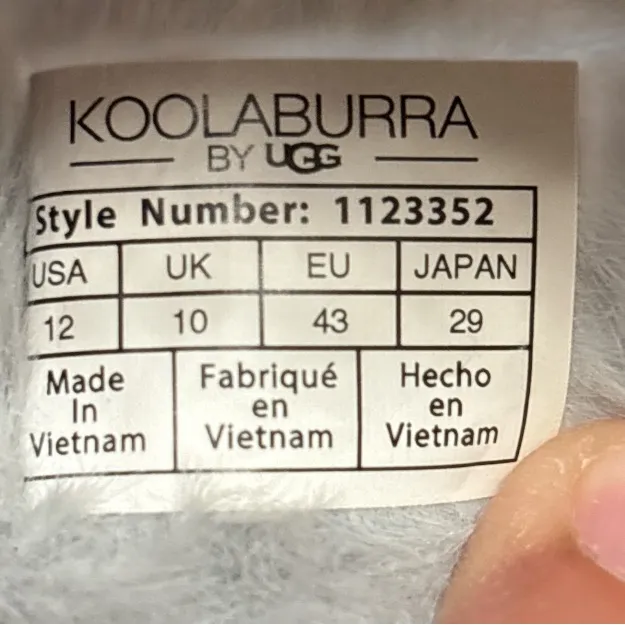 KOOLABURRA
BY UGG
Style Number: 1123352
USA UK EU JAPAN
12 10 43 29
Made In Vietnam
Fabriqué en Vietnam
Hecho en Vietnam